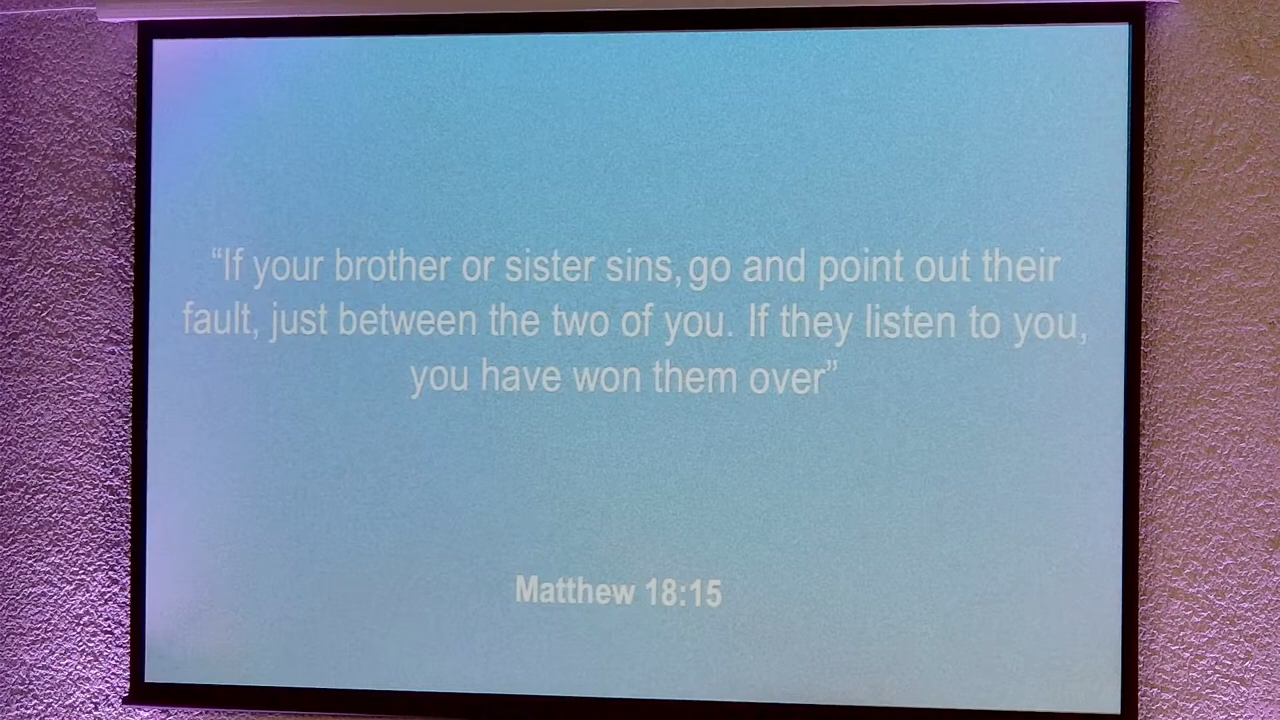 “If your brother or sister sins, go and point out their
fault, just between the two of you. If they listen to you,
you have won them over”
Matthew 18:15